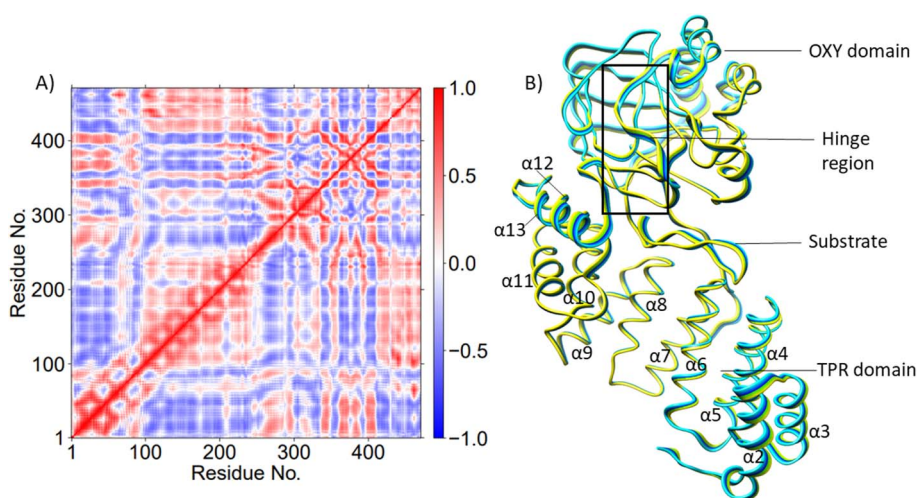 A)
1.0
0.5
0.0
−0.5
−1.0
400
300
200
100
1
Residue No.
1
100
200
300
400
Residue No.
B)
OXY domain
Hinge
region
Substrate
TPR domain
α12
α13
α11
α10
α9
α8
α7
α6
α4
α5
α3
α2